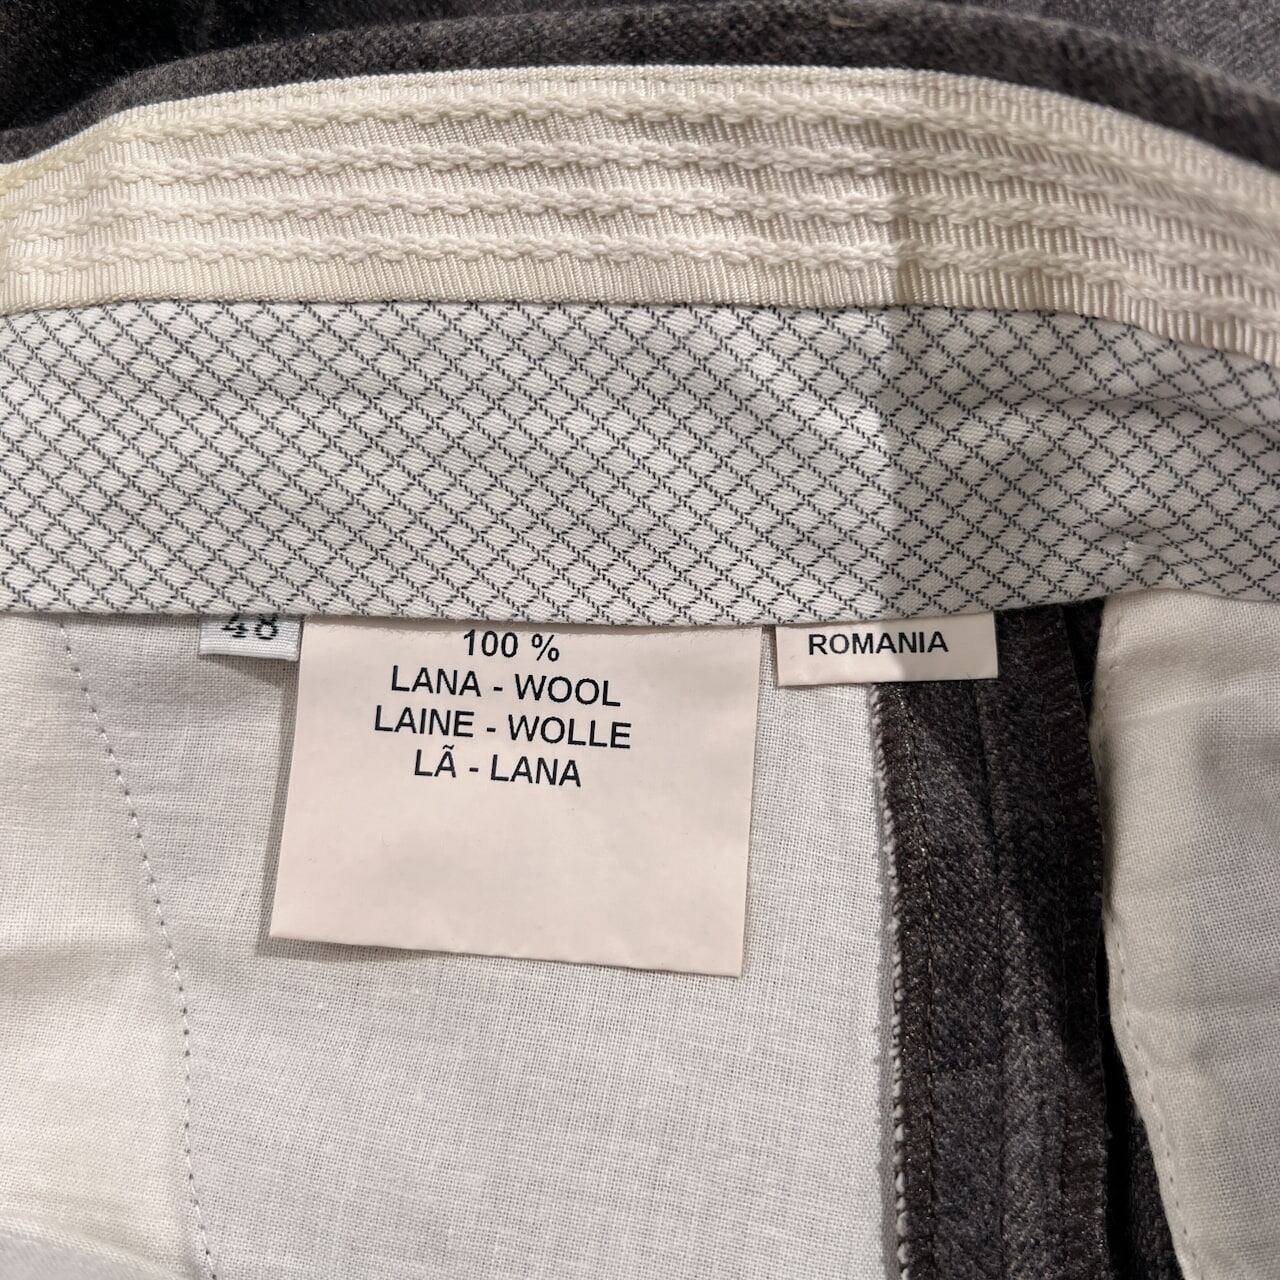 48
100 %
LANA - WOOL
LAINE - WOLLE
LÃ - LANA
ROMANIA